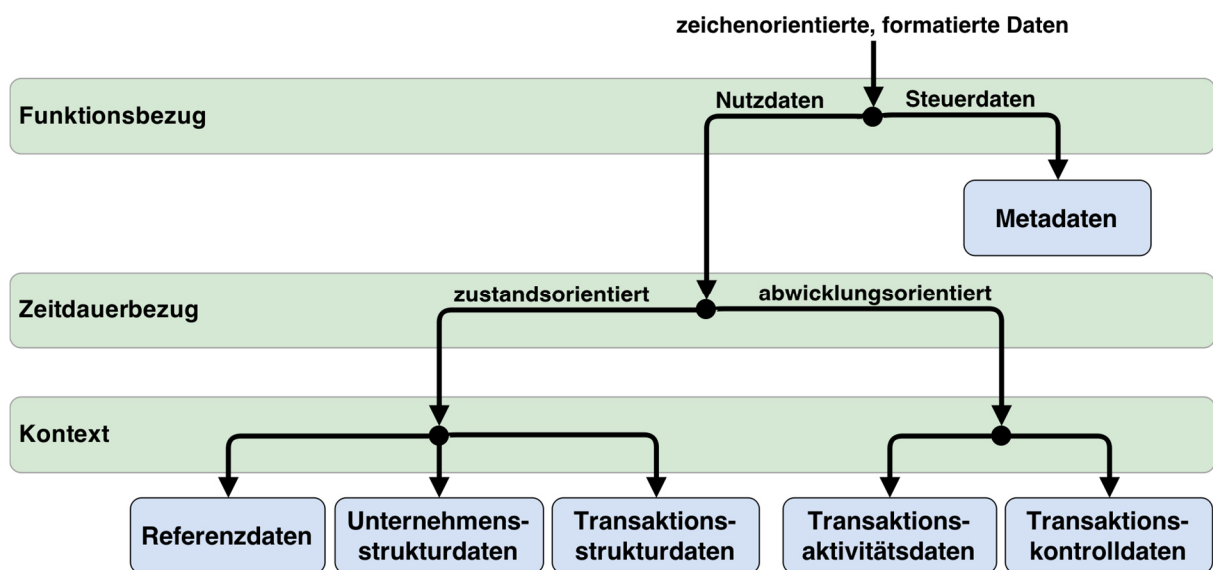 zeichenorientierte, formatierte Daten
Funktionsbezug
Nutzdaten
Steuerdaten
Metadaten
Zeitdauerbezug
zustandsorientiert
abwicklungsorientiert
Kontext
Referenzdaten
Unternehmens-
strukturdaten
Transaktions-
strukturdaten
Transaktions-
aktivitätsdaten
Transaktions-
kontrolldaten